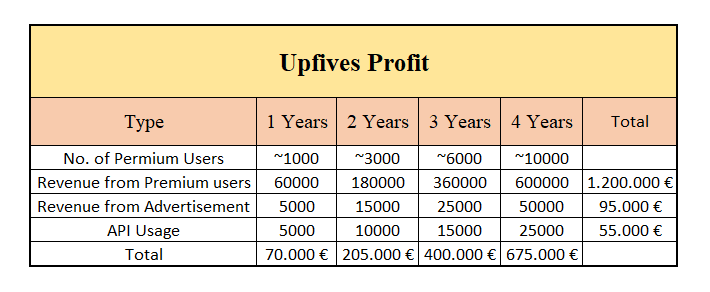 Upfives Profit
Type 1 Years 2 Years 3 Years 4 Years Total
No. of Permium Users ~1000 ~3000 ~6000 ~10000
Revenue from Premium users 60000 180000 360000 600000 1.200.000 €
Revenue from Advertisement 5000 15000 25000 50000 95.000 €
API Usage 5000 10000 15000 25000 55.000 €
Total 70.000 € 205.000 € 400.000 € 675.000 €